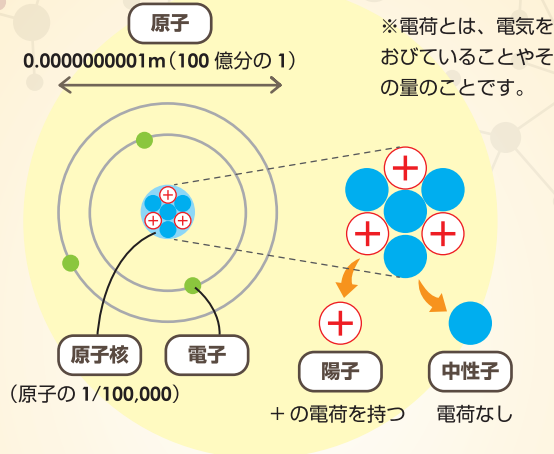 原子
0.0000000001m（100 億分の 1）
※電荷とは、電気を
おびていることやそ
の量のことです。
原子核
電子
（原子の 1/100,000）
陽子
中性子
＋の電荷を持つ
電荷なし